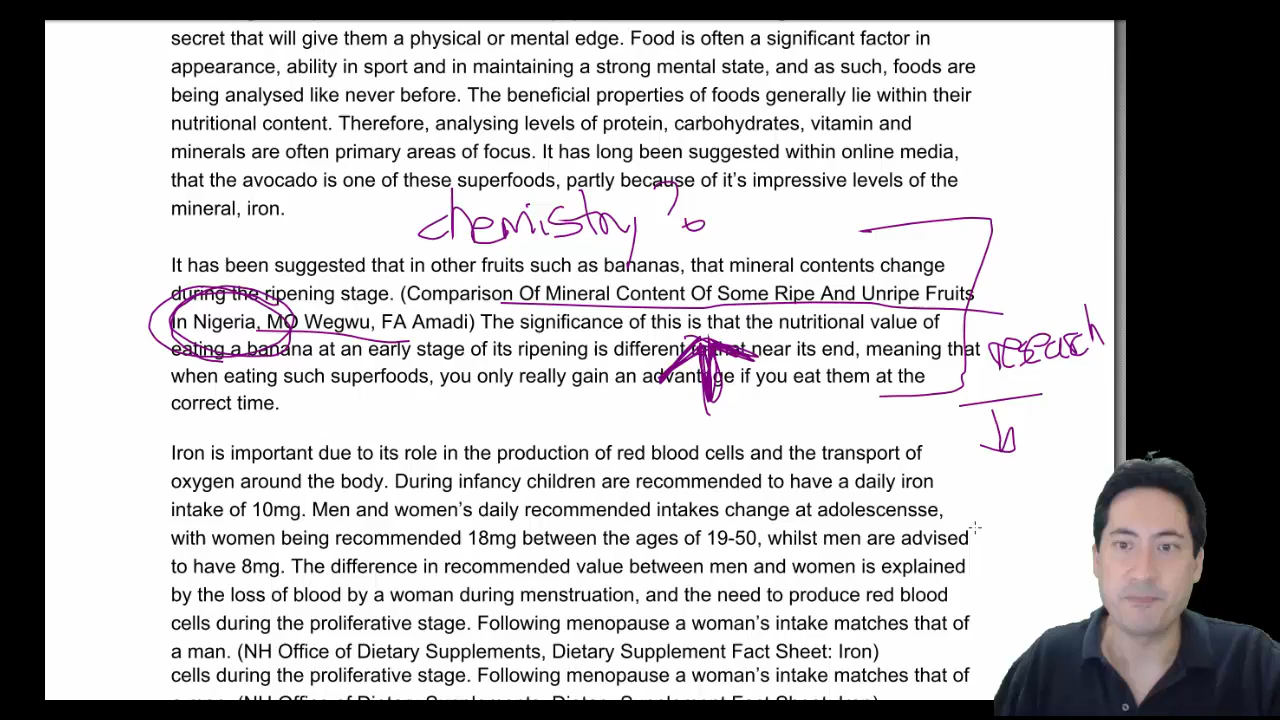 secret that will give them a physical or mental edge. Food is often a significant factor in
appearance, ability in sport and in maintaining a strong mental state, and as such, foods are
being analysed like never before. The beneficial properties of foods generally lie within their
nutritional content. Therefore, analysing levels of protein, carbohydrates, vitamin and
minerals are often primary areas of focus. It has long been suggested within online media,
that the avocado is one of these superfoods, partly because of it's impressive levels of the
mineral, iron.
chemistry?
It has been suggested that in other fruits such as bananas, that mineral contents change
during the ripening stage. (Comparison Of Mineral Content Of Some Ripe And Unripe Fruits
In Nigeria, MO Wegwu, FA Amadi) The significance of this is that the nutritional value of
eating a banana at an early stage of its ripening is different to that near its end, meaning that
research
when eating such superfoods, you only really gain an advantage if you eat them at the
correct time.
Iron is important due to its role in the production of red blood cells and the transport of
oxygen around the body. During infancy children are recommended to have a daily iron
intake of 10mg. Men and women's daily recommended intakes change at adolescensse,
with women being recommended 18mg between the ages of 19-50, whilst men are advised
to have 8mg. The difference in recommended value between men and women is explained
by the loss of blood by a woman during menstruation, and the need to produce red blood
cells during the proliferative stage. Following menopause a woman's intake matches that of
a man. (NH Office of Dietary Supplements, Dietary Supplement Fact Sheet: Iron)
cells during the proliferative stage. Following menopause a woman's intake matches that of
a man. (NH Office of Dietary Supplements, Dietary Supplement Fact Sheet: Iron)